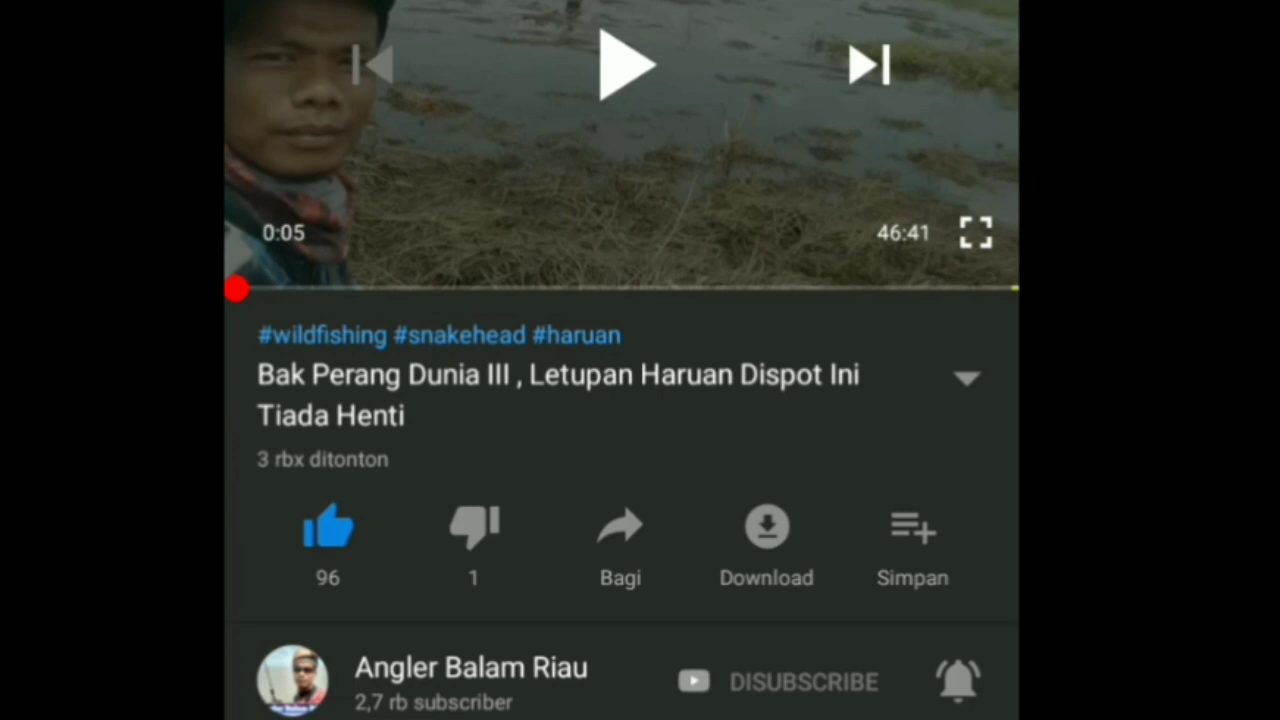 0:05
46:41
#wildfishing #snakehead #haruan
Bak Perang Dunia III , Letupan Haruan Dispot Ini
Tiada Henti
3 rbx ditonton
96
1
Bagi
Download
Simpan
Angler Balam Riau
DISUBSCRIBE
2,7 rb subscriber